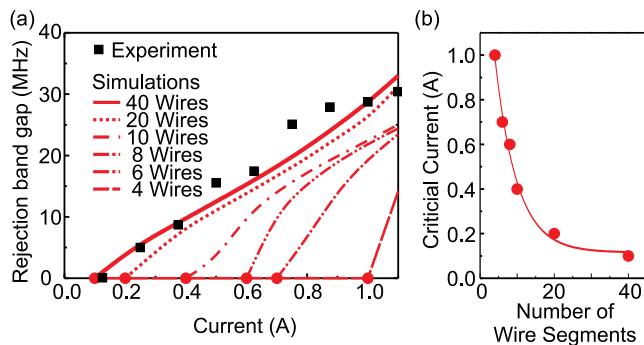 (a)
Rejection band gap (MHz)
40
30
20
10
0
Experiment
Simulations
40 Wires
20 Wires
10 Wires
8 Wires
6 Wires
4 Wires
0.0 0.2 0.4 0.6 0.8 1.0
Current (A)
(b)
Criticial Current (A)
1.0
0.8
0.6
0.4
0.2
0.0
0 20 40
Number of
Wire Segments